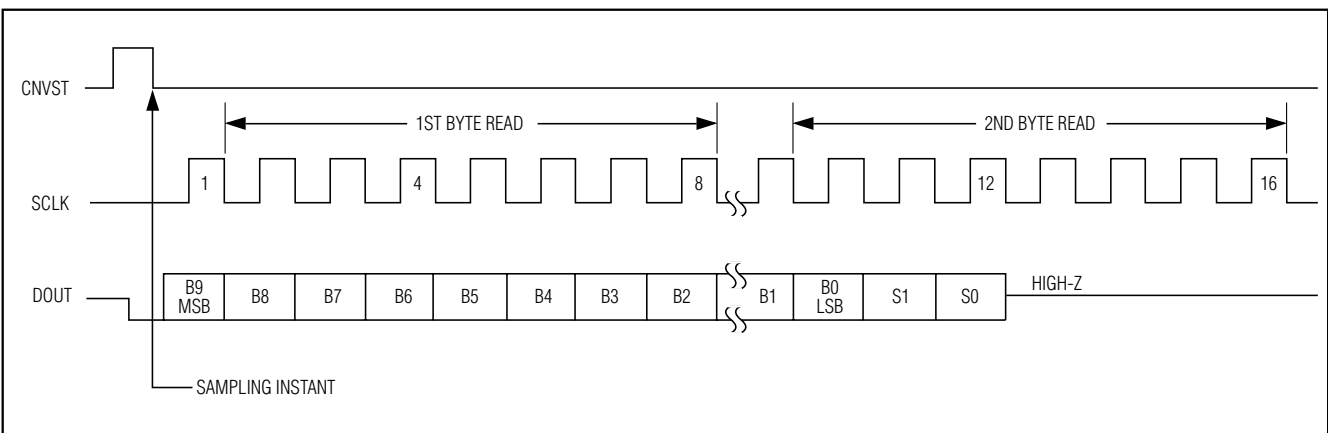 CNVST
1ST BYTE READ
2ND BYTE READ
SCLK
1
4
8
12
16
DOUT
B9
MSB
B8
B7
B6
B5
B4
B3
B2
B1
B0
LSB
S1
S0
HIGH-Z
SAMPLING INSTANT